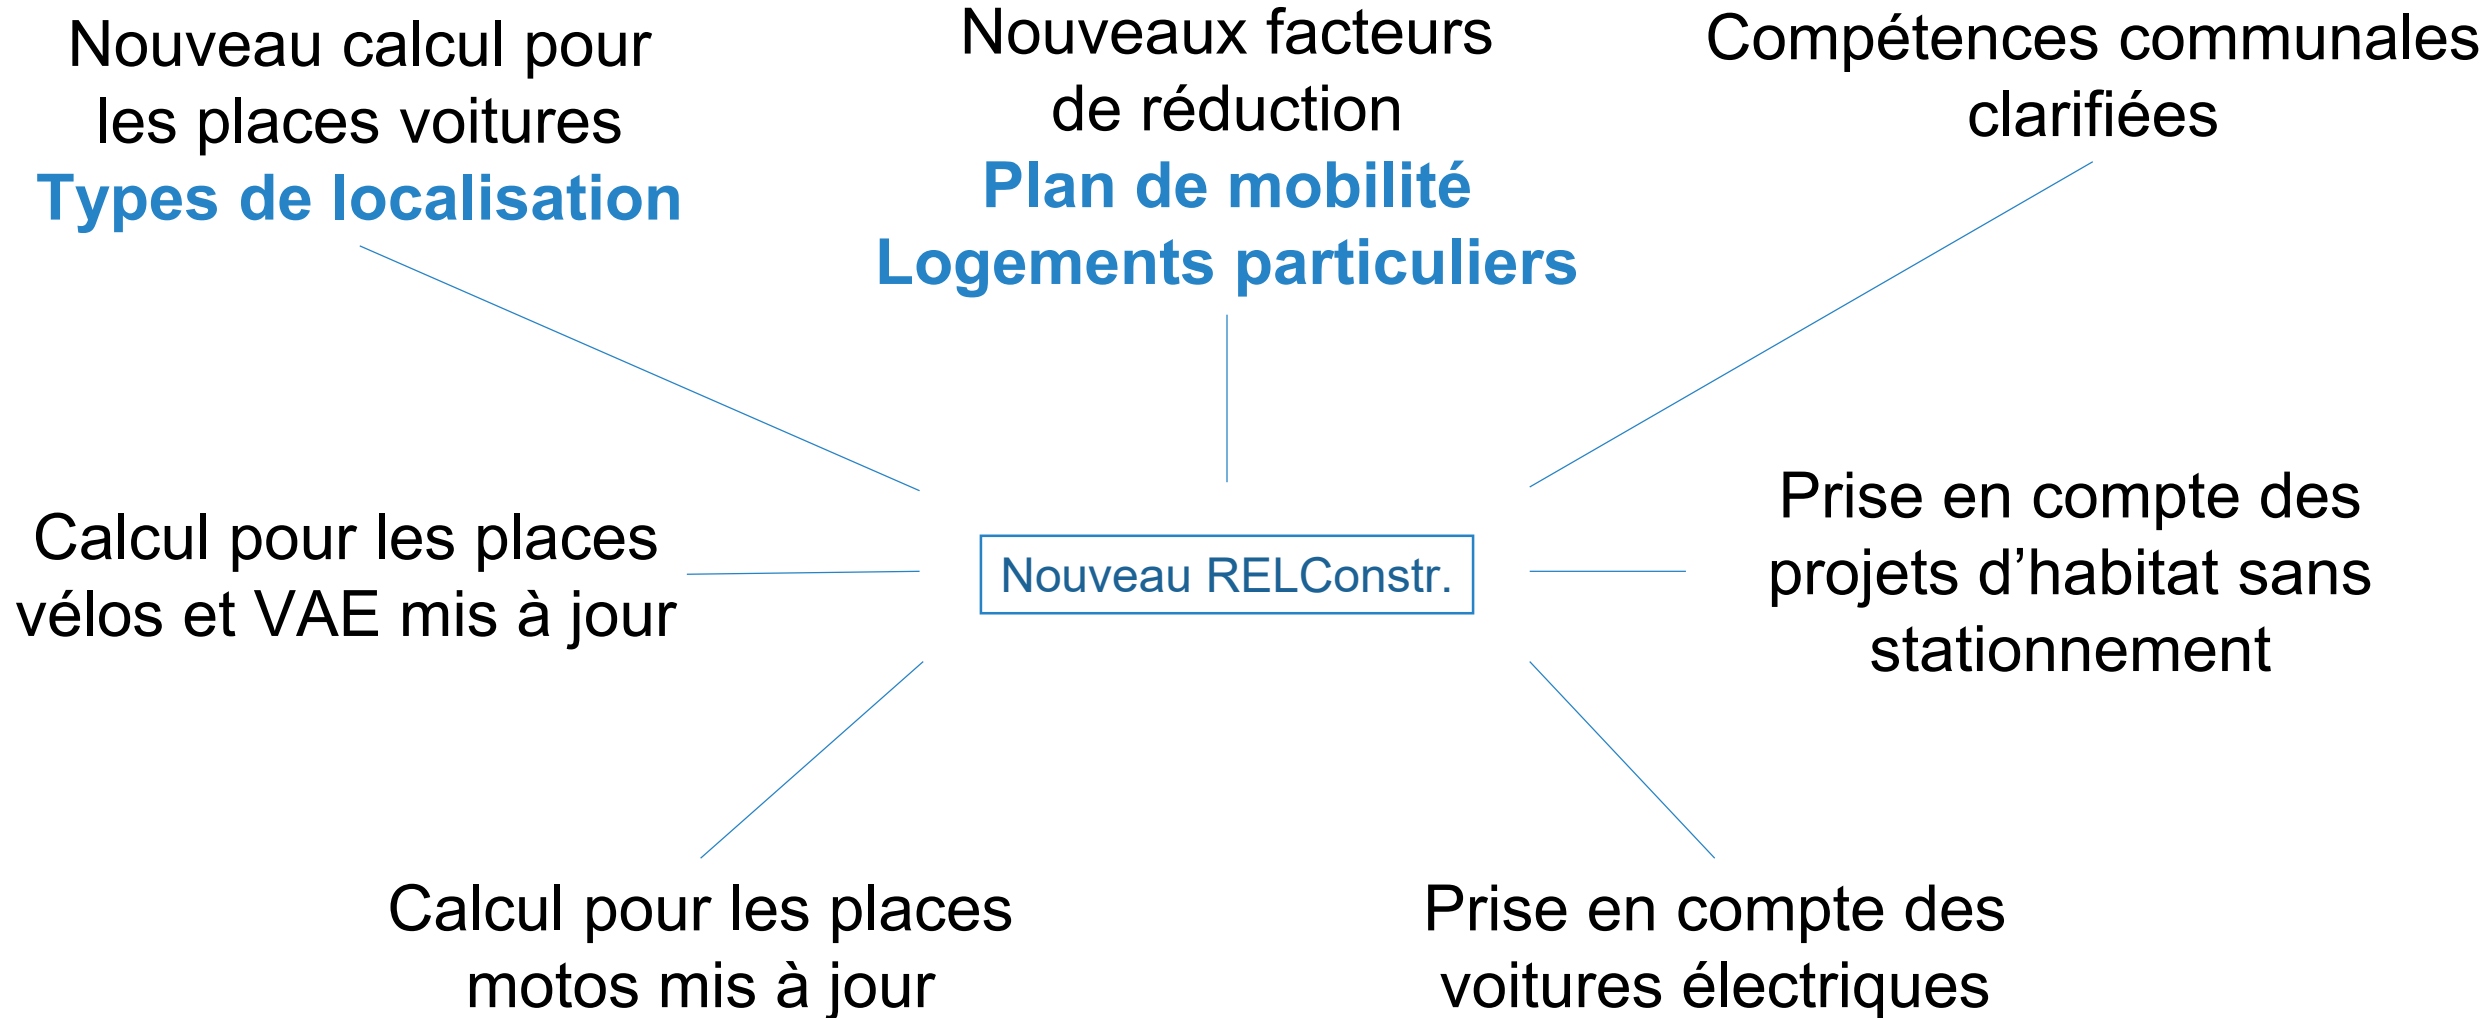 Nouveau calcul pour
les places voitures
Types de localisation
Nouveaux facteurs
de réduction
Plan de mobilité
Logements particuliers
Compétences communales
clarifiées
Calcul pour les places
vélos et VAE mis à jour
Nouveau RELConstr.
Prise en compte des
projets d’habitat sans
stationnement
Calcul pour les places
motos mis à jour
Prise en compte des
voitures électriques